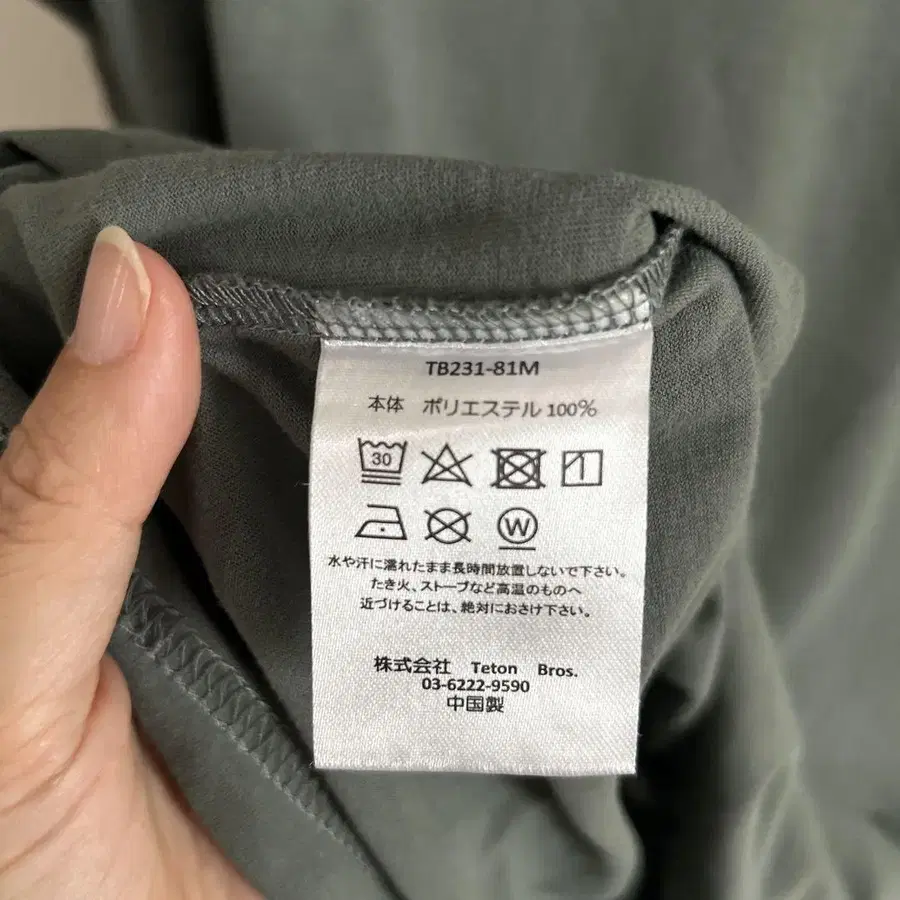 TB231-81M
本体 ポリエステル 100%
30
W
水や汗に濡れたまま長時間放置しないで下さい。
たき火、ストーブなど高温のものへ
近づけることは、絶対におさけ下さい。
株式会社 Teton Bros.
03-6222-9590
中国製